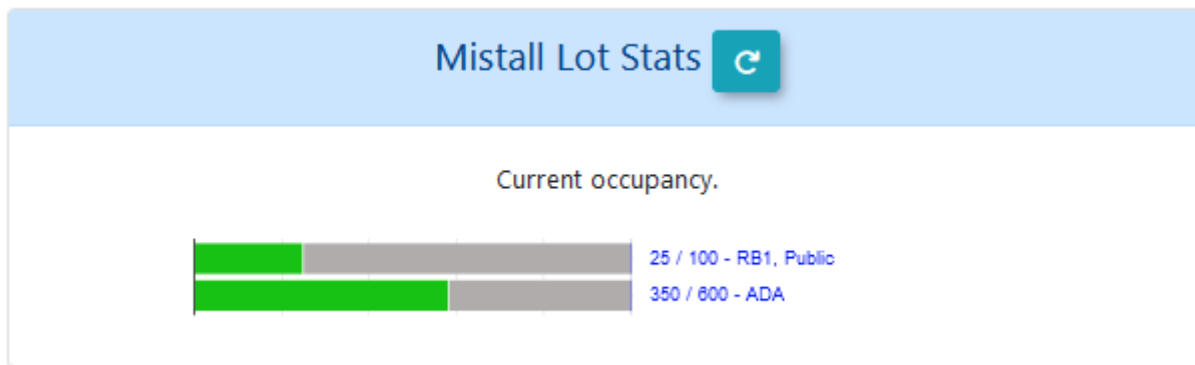 Mistall Lot Stats
Current occupancy.
25 / 100 - RB1, Public
350 / 600 - ADA